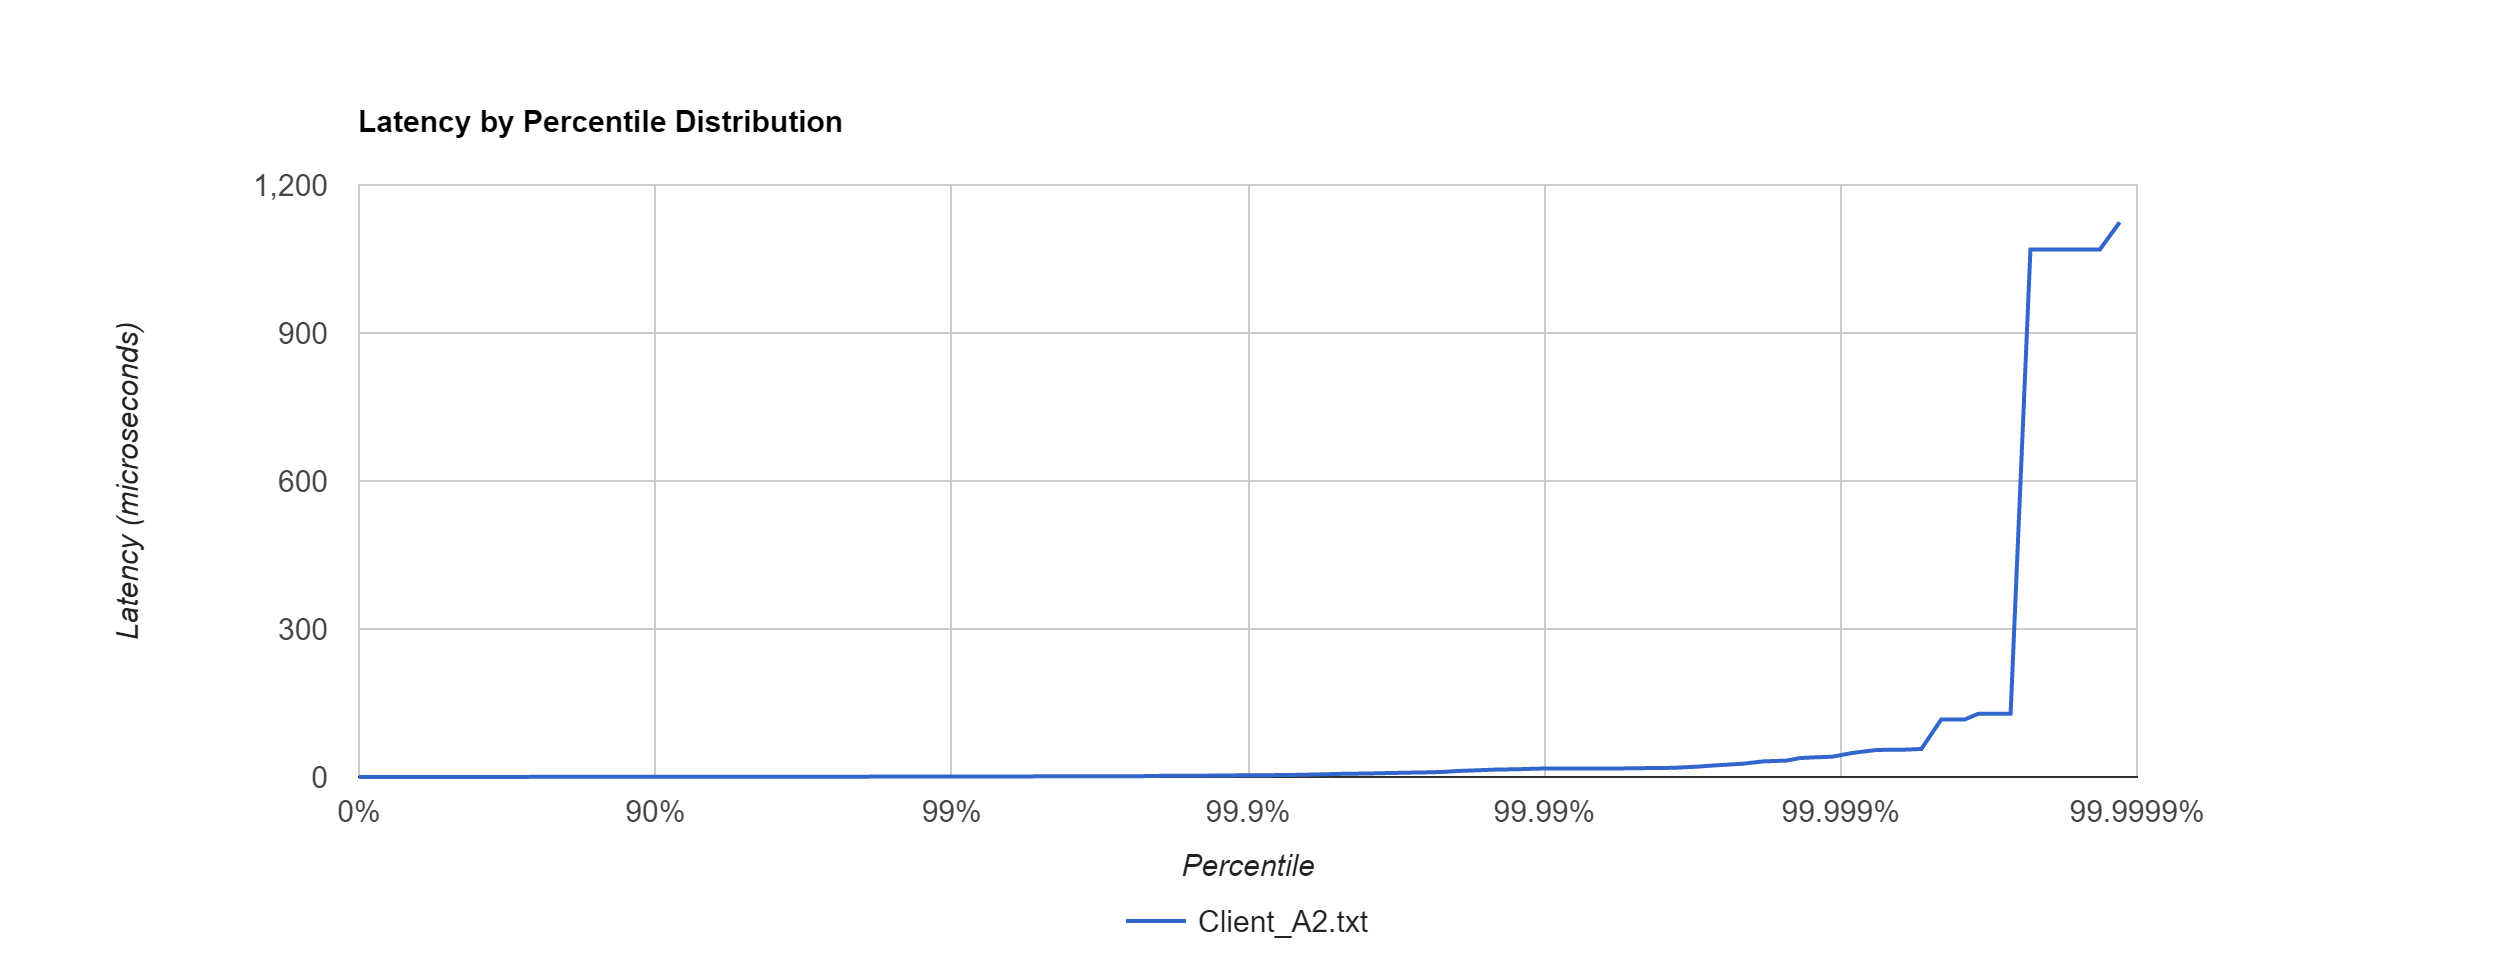 Latency by Percentile Distribution
1,200
900
600
300
0
Latency (microseconds)
0% 90% 99% 99.9% 99.99% 99.999% 99.9999%
Percentile
Client_A2.txt